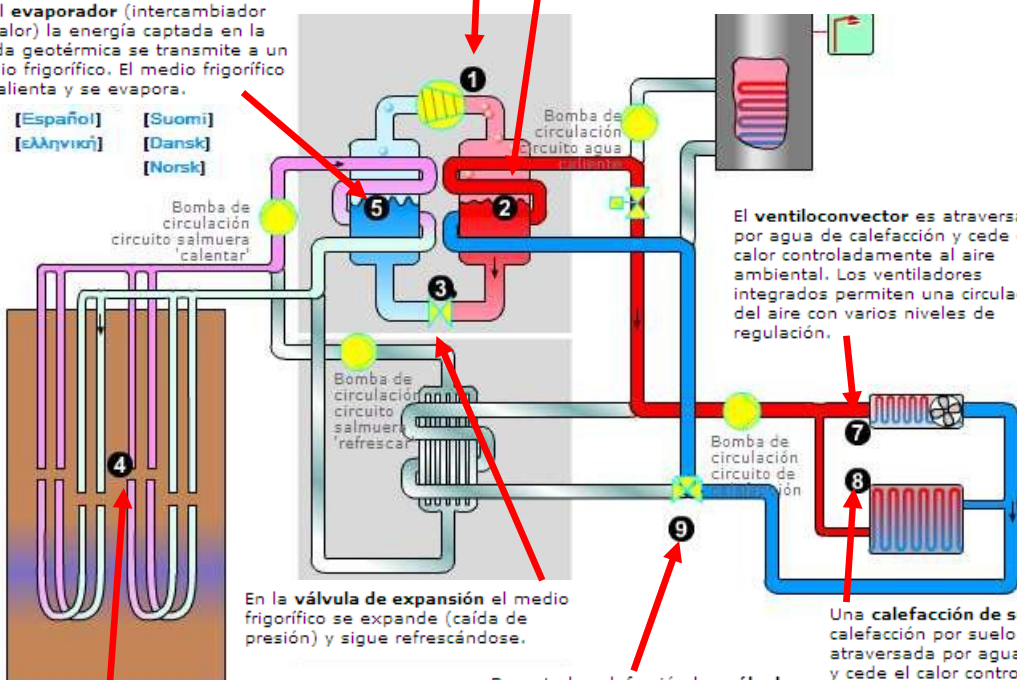 l evaporador (intercambiador
alor) la energía captada en la
da geotérmica se transmite a un
io frigorífico. El medio frigorífico
alienta y se evapora.
[Español] [Suomi]
[ελληνική] [Dansk]
[Norsk]
1
Bomba de
circulación
circuito agua
caliente
5
2
Bomba de
circulación
circuito salmuera
'calentar'
3
El ventiloconvector es atraversa
por agua de calefacción y cede
calor controladamente al aire
ambiental. Los ventiladores
integrados permiten una circula
del aire con varios niveles de
regulación.
Bomba de
circulación
circuito
salmuera
'refrescar'
7
Bomba de
circulación
circuito de
calefacción
4
8
9
En la válvula de expansión el medio
frigorífico se expande (caída de
presión) y sigue refrescándose.
Una calefacción de s
calefacción por suelo
atraversada por agua
y cede el calor contro